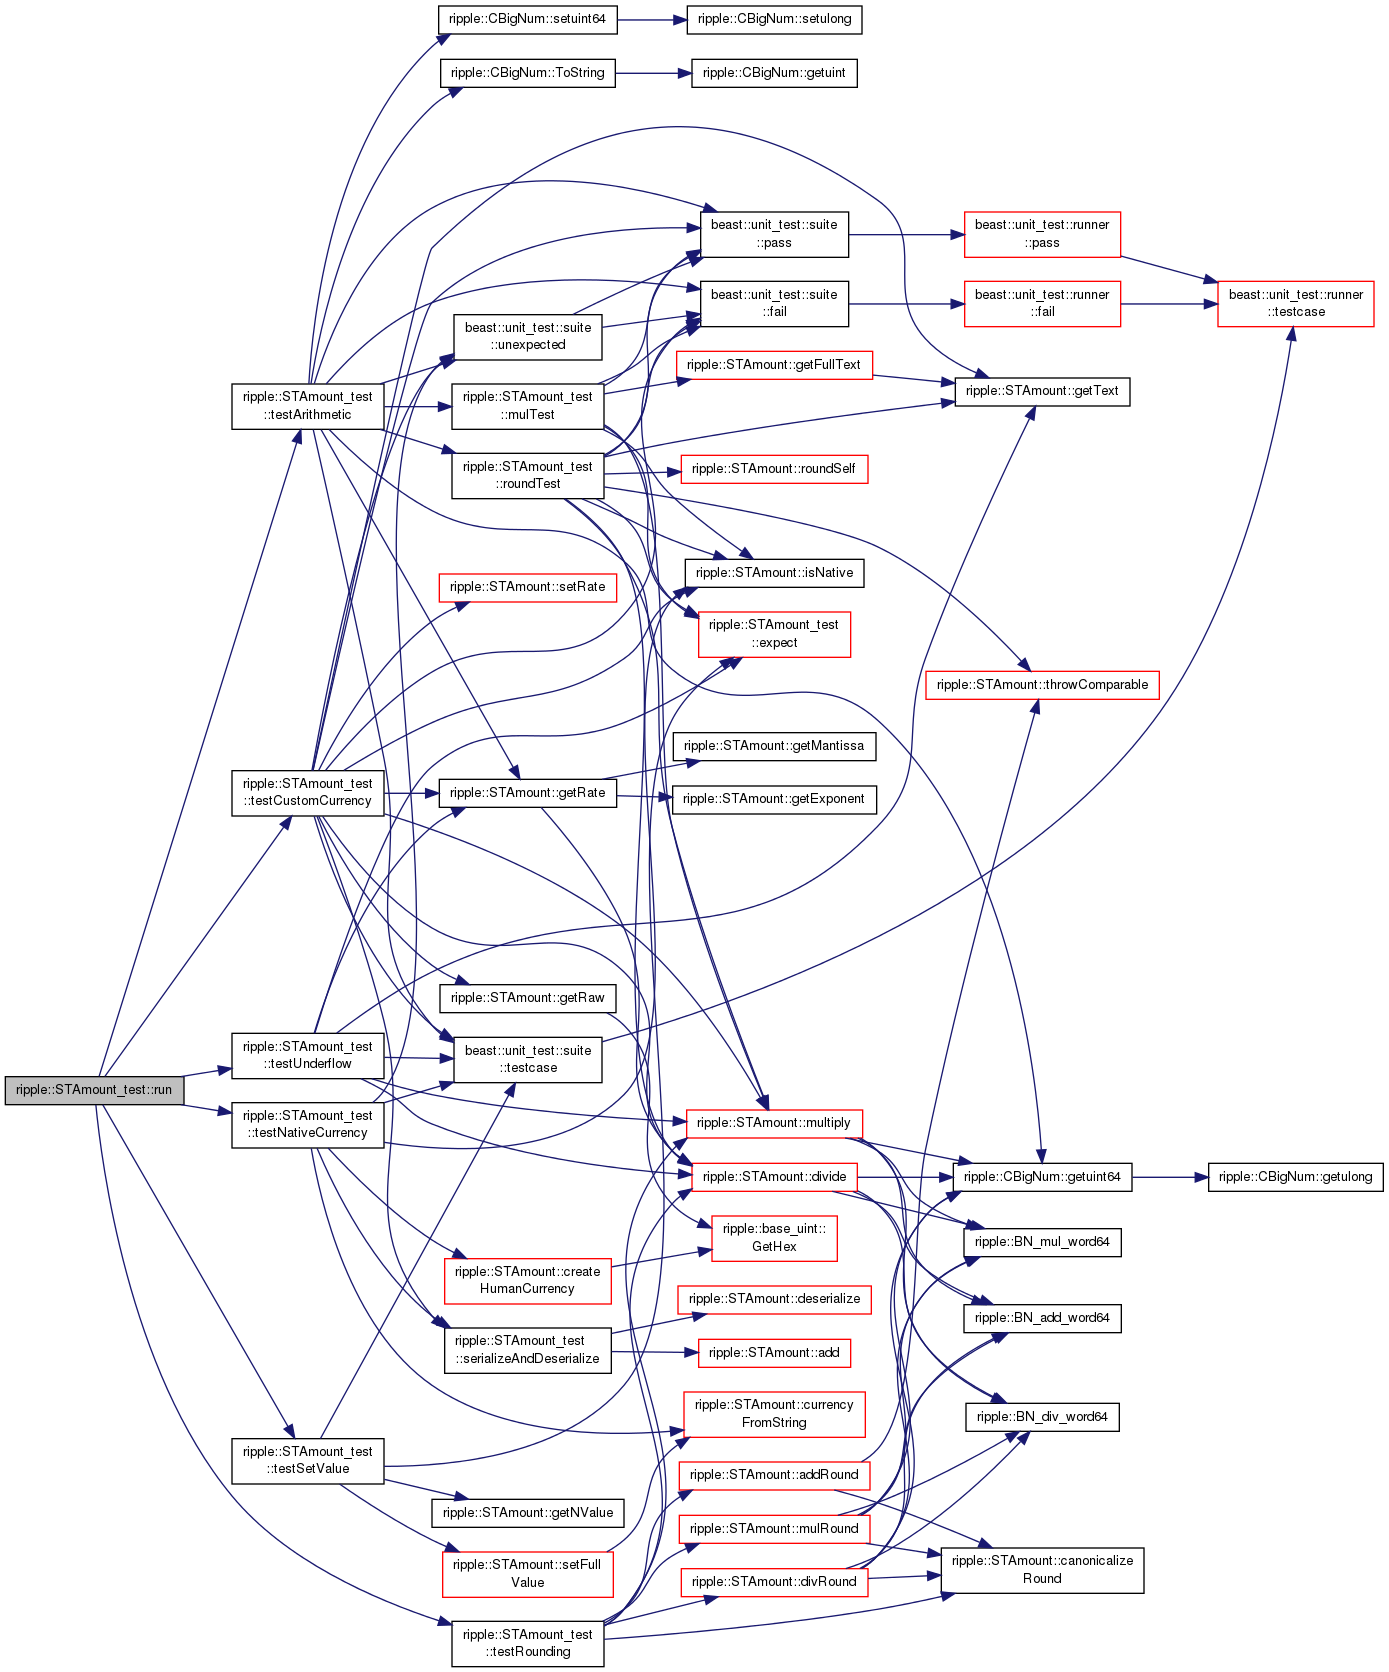 ripple::CBigNum::setuint64
ripple::CBigNum::setulong
ripple::CBigNum::ToString
ripple::CBigNum::getuint
beast::unit_test::suite
::pass
beast::unit_test::runner
::pass
beast::unit_test::suite
::fail
beast::unit_test::runner
::fail
beast::unit_test::runner
::testcase
beast::unit_test::suite
::unexpected
ripple::STAmount::getFullText
ripple::STAmount::getText
ripple::STAmount_test
::testArithmetic
ripple::STAmount_test
::mulTest
ripple::STAmount_test
::roundTest
ripple::STAmount::roundSelf
ripple::STAmount::isNative
ripple::STAmount::setRate
ripple::STAmount_test
::expect
ripple::STAmount::throwComparable
ripple::STAmount::getMantissa
ripple::STAmount_test
::testCustomCurrency
ripple::STAmount::getRate
ripple::STAmount::getExponent
ripple::STAmount::getRaw
ripple::STAmount_test
::testUnderflow
beast::unit_test::suite
::testcase
ripple::STAmount_test::run
ripple::STAmount_test
::testNativeCurrency
ripple::STAmount::multiply
ripple::STAmount::divide
ripple::CBigNum::getuint64
ripple::CBigNum::getulong
ripple::base_uint::
GetHex
ripple::BN_mul_word64
ripple::STAmount::create
HumanCurrency
ripple::STAmount::deserialize
ripple::BN_add_word64
ripple::STAmount_test
::serializeAndDeserialize
ripple::STAmount::add
ripple::STAmount::currency
FromString
ripple::BN_div_word64
ripple::STAmount_test
::testSetValue
ripple::STAmount::addRound
ripple::STAmount::getNValue
ripple::STAmount::mulRound
ripple::STAmount::setFull
Value
ripple::STAmount::divRound
ripple::STAmount::canonicalize
Round
ripple::STAmount_test
::testRounding